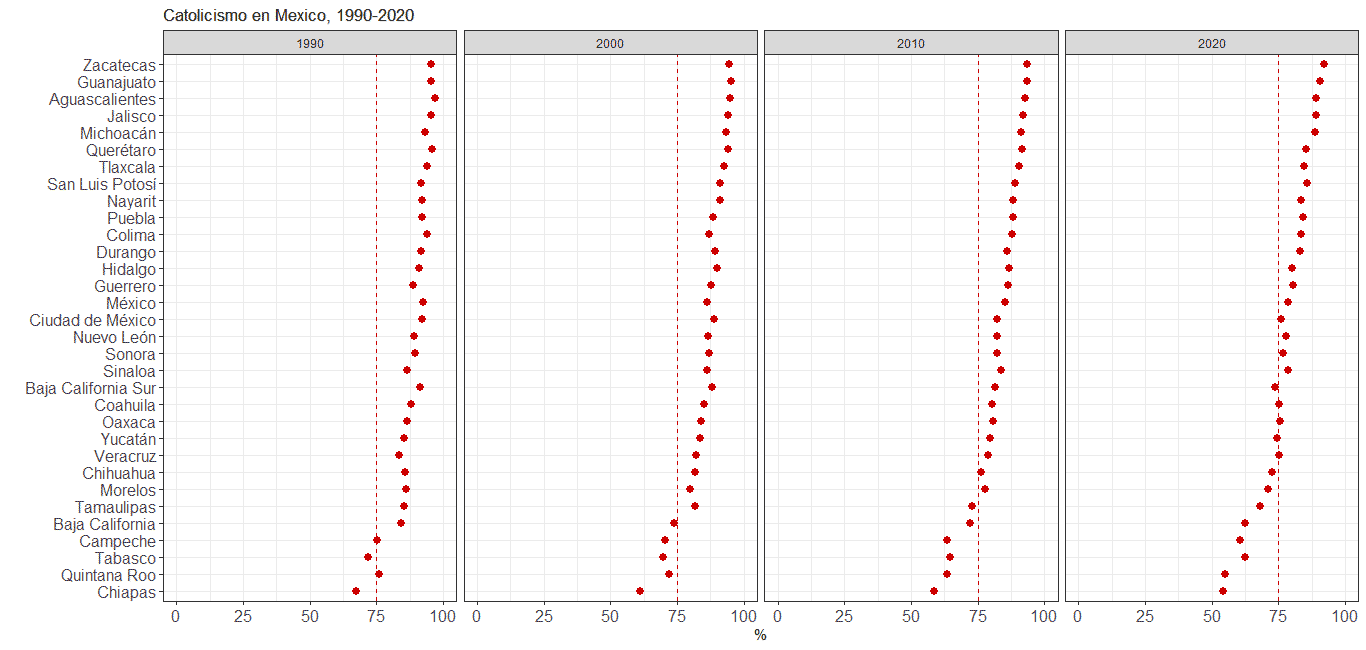 Catolicismo en Mexico, 1990-2020
1990 2000 2010 2020
Zacatecas
Guanajuato
Aguascalientes
Jalisco
Michoacán
Querétaro
Tlaxcala
San Luis Potosí
Nayarit
Puebla
Colima
Durango
Hidalgo
Guerrero
México
Ciudad de México
Nuevo León
Sonora
Sinaloa
Baja California Sur
Coahuila
Oaxaca
Yucatán
Veracruz
Chihuahua
Morelos
Tamaulipas
Baja California
Campeche
Tabasco
Quintana Roo
Chiapas
0 25 50 75 100 0 25 50 75 100 0 25 50 75 100 0 25 50 75 100
%